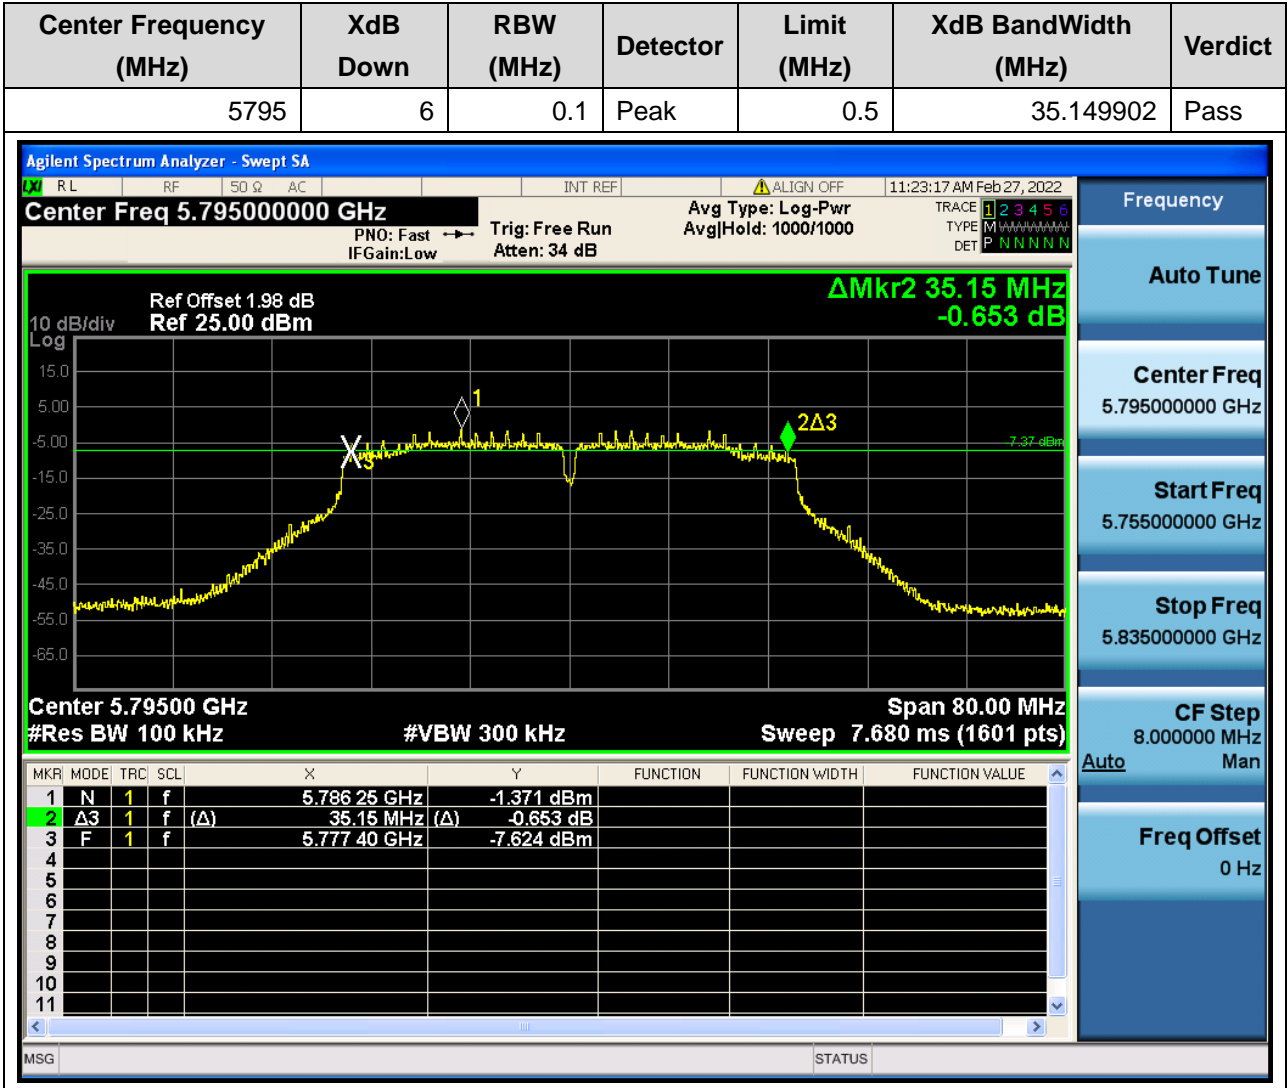 Center Frequency (MHz) XdB Down RBW (MHz) Detector Limit (MHz) XdB BandWidth (MHz) Verdict
5795 6 0.1 Peak 0.5 35.149902 Pass
Agilent Spectrum Analyzer - Swept SA
LXI RL RF 50 Ω AC INT REF ALIGN OFF 11:23:17 AM Feb 27, 2022
Center Freq 5.795000000 GHz
PNO: Fast
IFGain:Low
Trig: Free Run
Atten: 34 dB
Avg Type: Log-Pwr
Avg|Hold: 1000/1000
TRACE 1 2 3 4 5 6
TYPE M WWWWW
DET P N N N N N
Frequency
Auto Tune
Center Freq
5.795000000 GHz
Start Freq
5.755000000 GHz
Stop Freq
5.835000000 GHz
CF Step
8.000000 MHz
Auto Man
Freq Offset
0 Hz
ΔMkr2 35.15 MHz
-0.653 dB
Ref Offset 1.98 dB
10 dB/div Ref 25.00 dBm
Log
15.0
5.00
-5.00
-15.0
-25.0
-35.0
-45.0
-55.0
-65.0
1
2Δ3
3
-7.37 dBm
Center 5.79500 GHz Span 80.00 MHz
#Res BW 100 kHz #VBW 300 kHz Sweep 7.680 ms (1601 pts)
MKR MODE TRC SCL X Y FUNCTION FUNCTION WIDTH FUNCTION VALUE
1 N 1 f 5.786 25 GHz -1.371 dBm
2 Δ3 1 f (Δ) 35.15 MHz (Δ) -0.653 dB
3 F 1 f 5.777 40 GHz -7.624 dBm
4
5
6
7
8
9
10
11
MSG STATUS